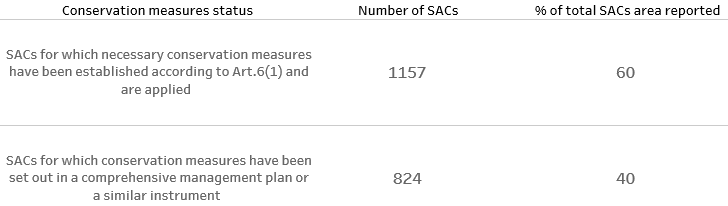 Conservation measures status Number of SACs % of total SACs area reported
SACs for which necessary conservation measures
have been established according to Art.6(1) and
are applied
1157 60
SACs for which conservation measures have been
set out in a comprehensive management plan or
a similar instrument
824 40